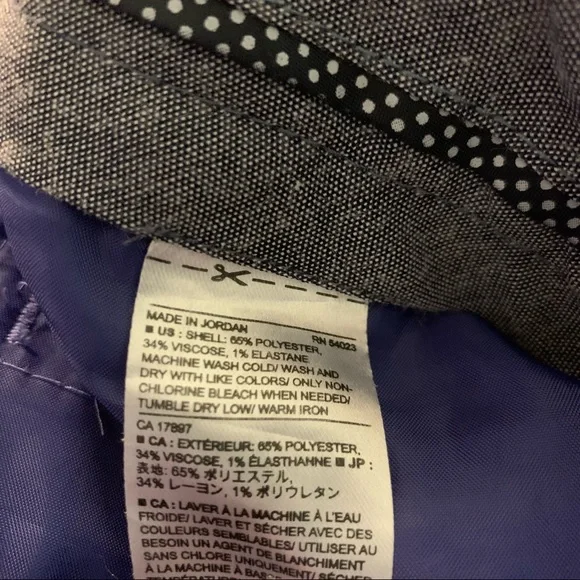 MADE IN JORDAN RN 54023
■ US : SHELL: 65% POLYESTER,
34% VISCOSE, 1% ELASTANE
MACHINE WASH COLD/ WASH AND
DRY WITH LIKE COLORS/ ONLY NON-
CHLORINE BLEACH WHEN NEEDED/
TUMBLE DRY LOW/ WARM IRON
CA 17897
■ CA : EXTÉRIEUR: 65% POLYESTER,
34% VISCOSE, 1% ÉLASTHANNE ■ JP :
表地: 65% ポリエステル,
34% レーヨン, 1% ポリウレタン
■ CA : LAVER À LA MACHINE À L'EAU
FROIDE/ LAVER ET SÉCHER AVEC DES
COULEURS SEMBLABLES/ UTILISER AU
BESOIN UN AGENT DE BLANCHIMENT
SANS CHLORE UNIQUEMENT/ SÉCHER
À LA MACHINE À